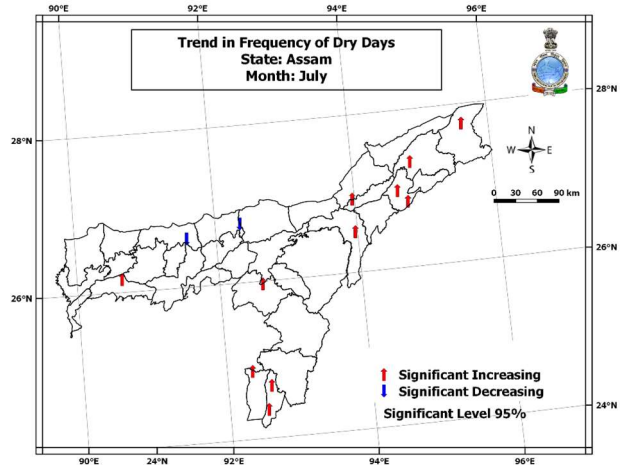 90°E 92°E 94°E 96°E
Trend in Frequency of Dry Days
State: Assam
Month: July
28°N
28°N
N
W E
S
0 30 60 90 km
26°N
26°N
Significant Increasing
Significant Decreasing
Significant Level 95%
24°N
90°E 24°N 92°E 94°E 96°E